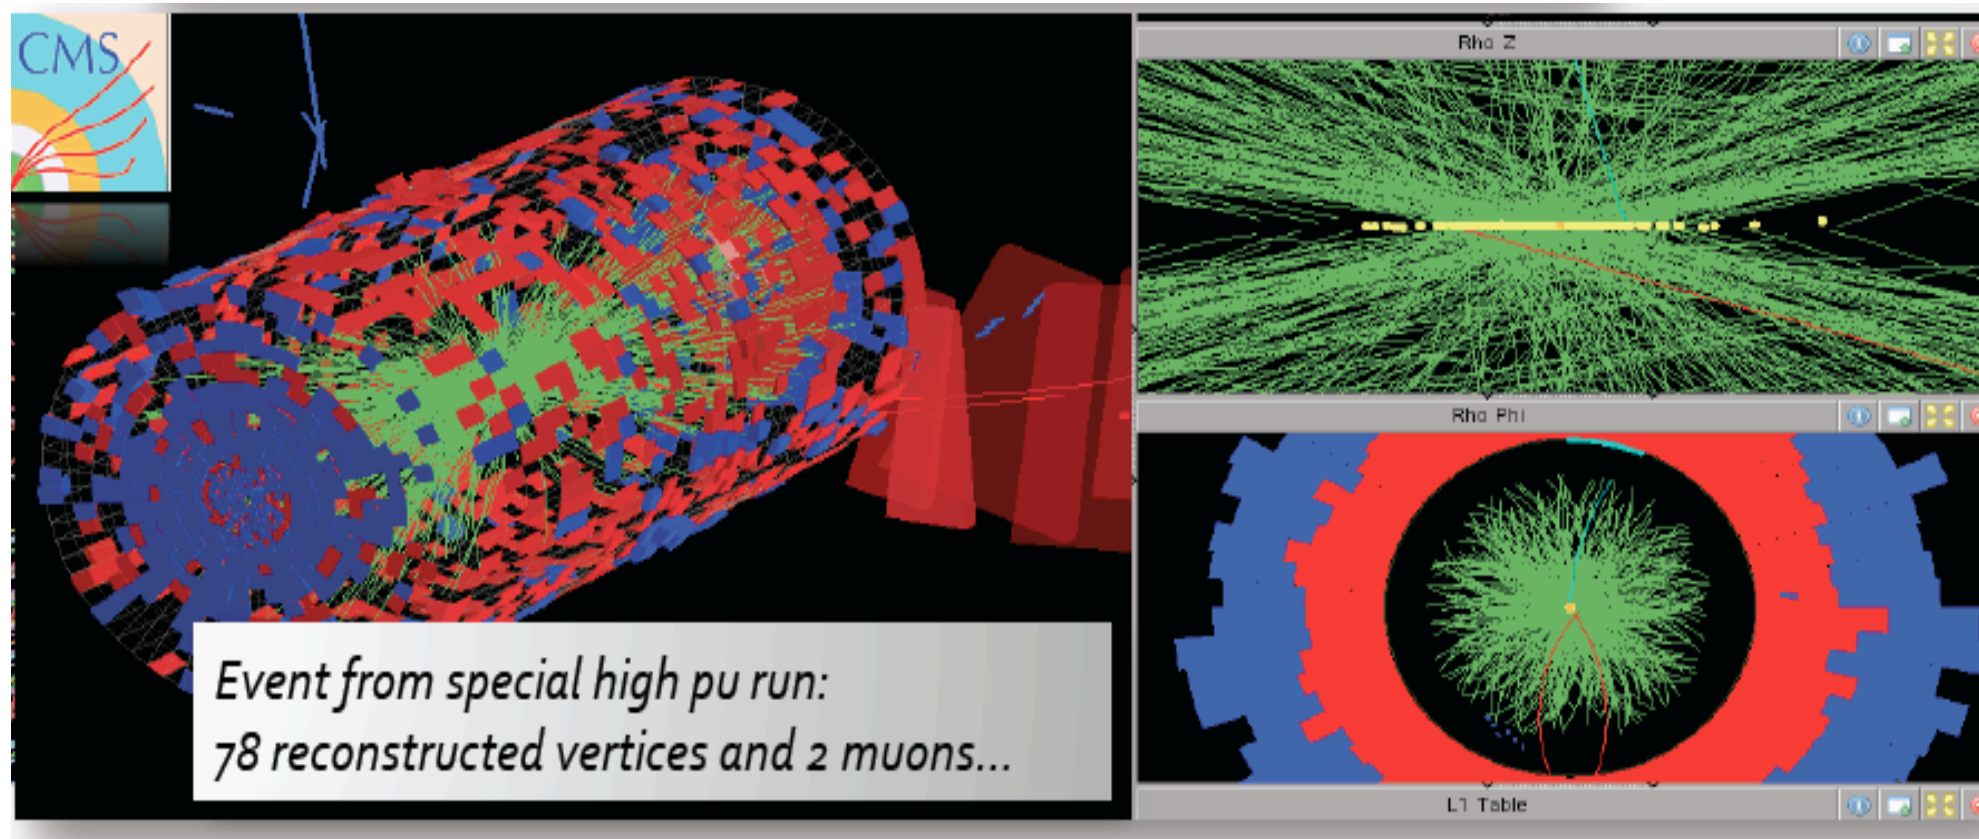 CMS
Rho Z
Rho Phi
Event from special high pu run:
78 reconstructed vertices and 2 muons...
L1 Table